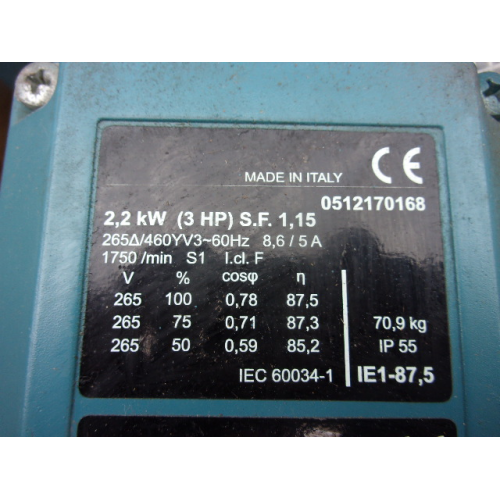 MADE IN ITALY CE
0512170168
2,2 kW (3 HP) S.F. 1,15
265Δ/460YV3~60Hz 8,6 / 5 A
1750 /min S1 I.cl. F
V % cosφ η
265 100 0,78 87,5
265 75 0,71 87,3 70,9 kg
265 50 0,59 85,2 IP 55
IEC 60034-1 IE1-87,5